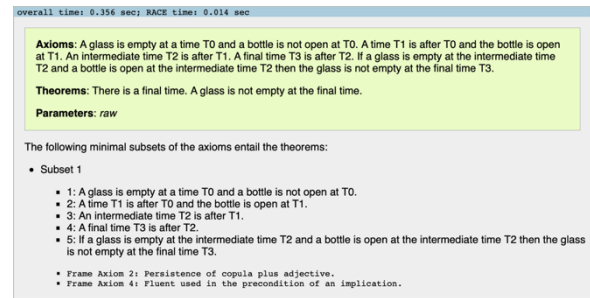 overall time: 0.356 sec; RACE time: 0.014 sec
Axioms: A glass is empty at a time T0 and a bottle is not open at T0. A time T1 is after T0 and the bottle is open
at T1. An intermediate time T2 is after T1. A final time T3 is after T2. If a glass is empty at the intermediate time
T2 and a bottle is open at the intermediate time T2 then the glass is not empty at the final time T3.
Theorems: There is a final time. A glass is not empty at the final time.
Parameters: raw
The following minimal subsets of the axioms entail the theorems:
• Subset 1
▪ 1: A glass is empty at a time T0 and a bottle is not open at T0.
▪ 2: A time T1 is after T0 and the bottle is open at T1.
▪ 3: An intermediate time T2 is after T1.
▪ 4: A final time T3 is after T2.
▪ 5: If a glass is empty at the intermediate time T2 and a bottle is open at the intermediate time T2 then the glass
is not empty at the final time T3.
▪ Frame Axiom 2: Persistence of copula plus adjective.
▪ Frame Axiom 4: Fluent used in the precondition of an implication.